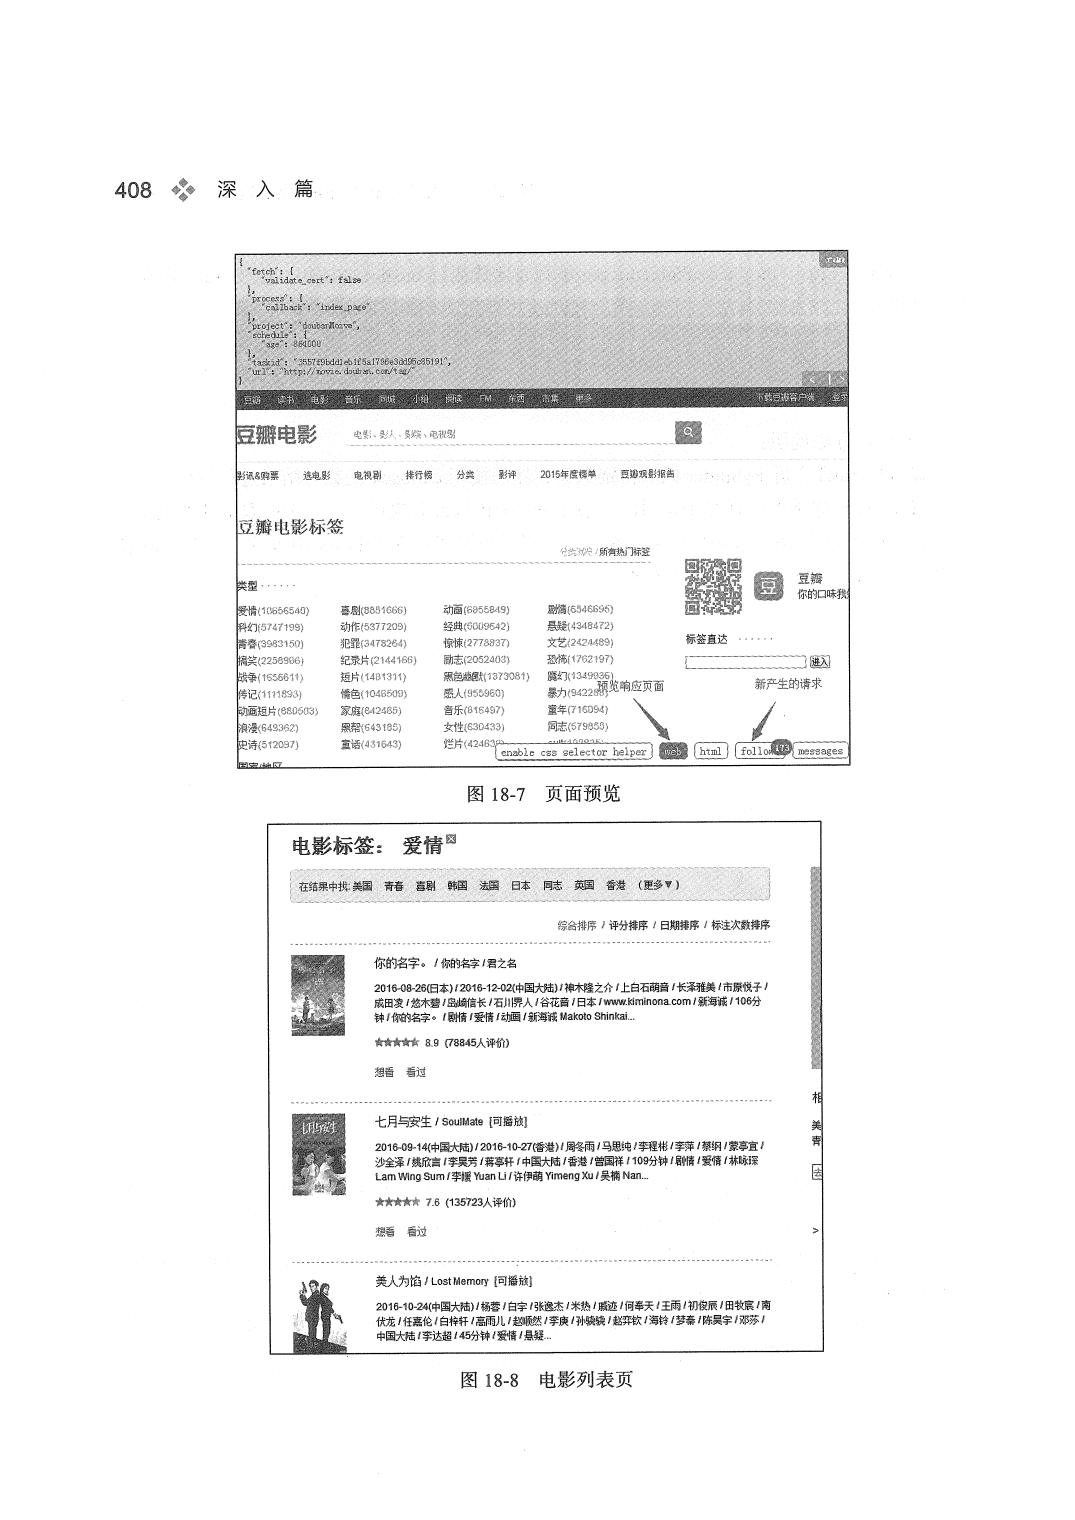 408 深 入 篇
{
"fetch": {
"validate_cert": false
},
"process": {
"callback": "index_page"
},
"project": "doubanMoive",
"schedule": {
"age": 864000
},
"url": "http://movie.douban.com/tag/"
}
run
< | >
豆瓣 读书 电影 音乐 同城 小组 阅读 FM 东西 市集 更多 下载豆瓣客户端 登录
豆瓣电影 电影、影人、影院、电视剧
影讯&购票 选电影 电视剧 排行榜 分类 影评 2015年度榜单 豆瓣观影报告
豆瓣电影标签
分类浏览 / 所有热门标签
豆瓣
你的口味我
类型 · · · · · ·
爱情(10656540) 喜剧(8851666) 动画(6955849) 剧情(6546695)
科幻(5747199) 动作(5377209) 经典(5009642) 悬疑(4348472)
青春(3983150) 犯罪(3478264) 惊悚(2778837) 文艺(2424489)
标签直达 · · · · · ·
搞笑(2258906) 纪录片(2144166) 励志(2052403) 恐怖(1762197)
进入
战争(1656611) 短片(1481311) 黑色幽默(1373081) 魔幻(1349936)
预览响应页面 新产生的请求
传记(1111893) 情色(1046509) 感人(955960) 暴力(94228
动画短片(880503) 家庭(842485) 音乐(816497) 童年(716094)
浪漫(649362) 黑帮(643185) 女性(630433) 同志(579855)
史诗(512097) 童话(431643) 烂片(42463
enable css selector helper web html follow 173 messages
国家/地区
图 18-7 页面预览
电影标签： 爱情
在结果中找: 美国 青春 喜剧 韩国 法国 日本 同志 英国 香港 （更多▼）
综合排序 / 评分排序 / 日期排序 / 标注次数排序
你的名字。 / 你的名字 / 君之名
2016-08-26(日本) / 2016-12-02(中国大陆) / 神木隆之介 / 上白石萌音 / 长泽雅美 / 市原悦子 /
成田凌 / 悠木碧 / 岛崎信长 / 石川界人 / 谷花音 / 日本 / www.kiminona.com / 新海诚 / 106分
钟 / 你的名字。 / 剧情 / 爱情 / 动画 / 新海诚 Makoto Shinkai...
★★★★★ 8.9 (78845人评价)
想看 看过
相
七月与安生 / SoulMate [可播放]
美
青
2016-09-14(中国大陆) / 2016-10-27(香港) / 周冬雨 / 马思纯 / 李程彬 / 李萍 / 蔡钢 / 蒙亭宜 /
沙全泽 / 姚欣言 / 李昊芳 / 蒋亭轩 / 中国大陆 / 香港 / 曾国祥 / 109分钟 / 剧情 / 爱情 / 林咏琛
去
Lam Wing Sum / 李媛 Yuan Li / 许伊萌 Yimeng Xu / 吴楠 Nan...
★★★★★ 7.6 (135723人评价)
想看 看过
>
美人为馅 / Lost Memory [可播放]
2016-10-24(中国大陆) / 杨蓉 / 白宇 / 张逸杰 / 米热 / 戚迹 / 何奉天 / 王雨 / 初俊辰 / 田牧宸 / 南
伏龙 / 任嘉伦 / 白梓轩 / 高雨儿 / 赵顺然 / 李庚 / 孙骁骁 / 赵弈钦 / 海铃 / 梦秦 / 陈昊宇 / 邓莎 /
中国大陆 / 李达超 / 45分钟 / 爱情 / 悬疑...
图 18-8 电影列表页